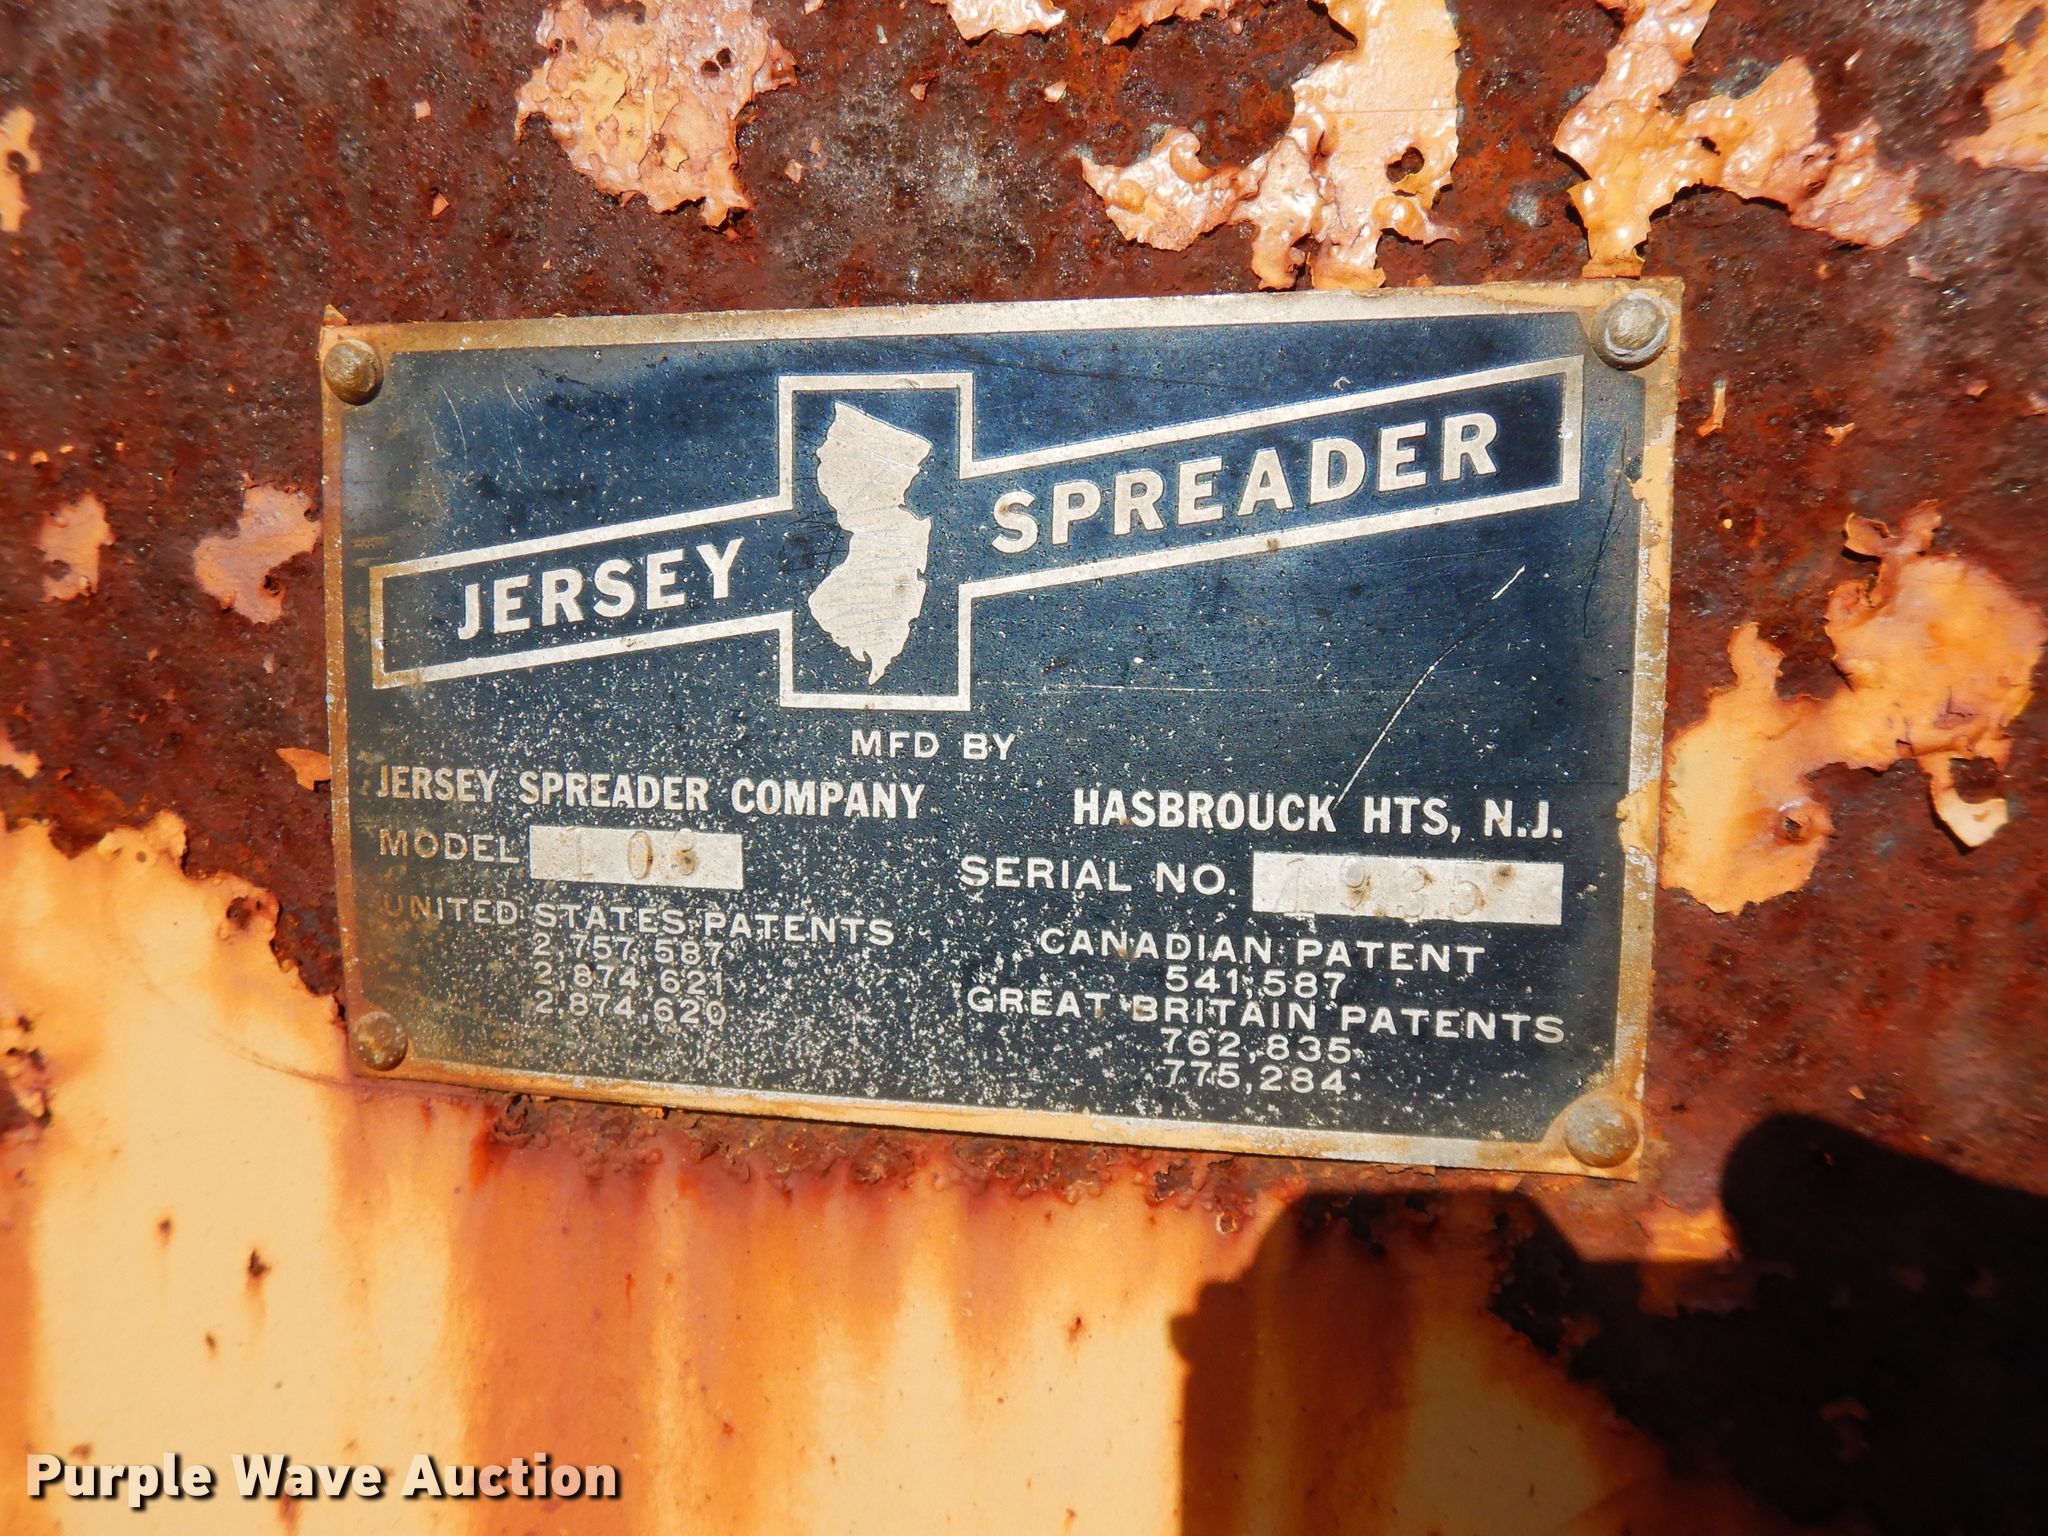 JERSEY SPREADER
MFD BY
JERSEY SPREADER COMPANY HASBROUCK HTS, N.J.
MODEL 103 SERIAL NO.
UNITED STATES PATENTS
2,757,587
2,874,621
2,874,620
CANADIAN PATENT
541,587
GREAT BRITAIN PATENTS
762,835
775,284
Purple Wave Auction